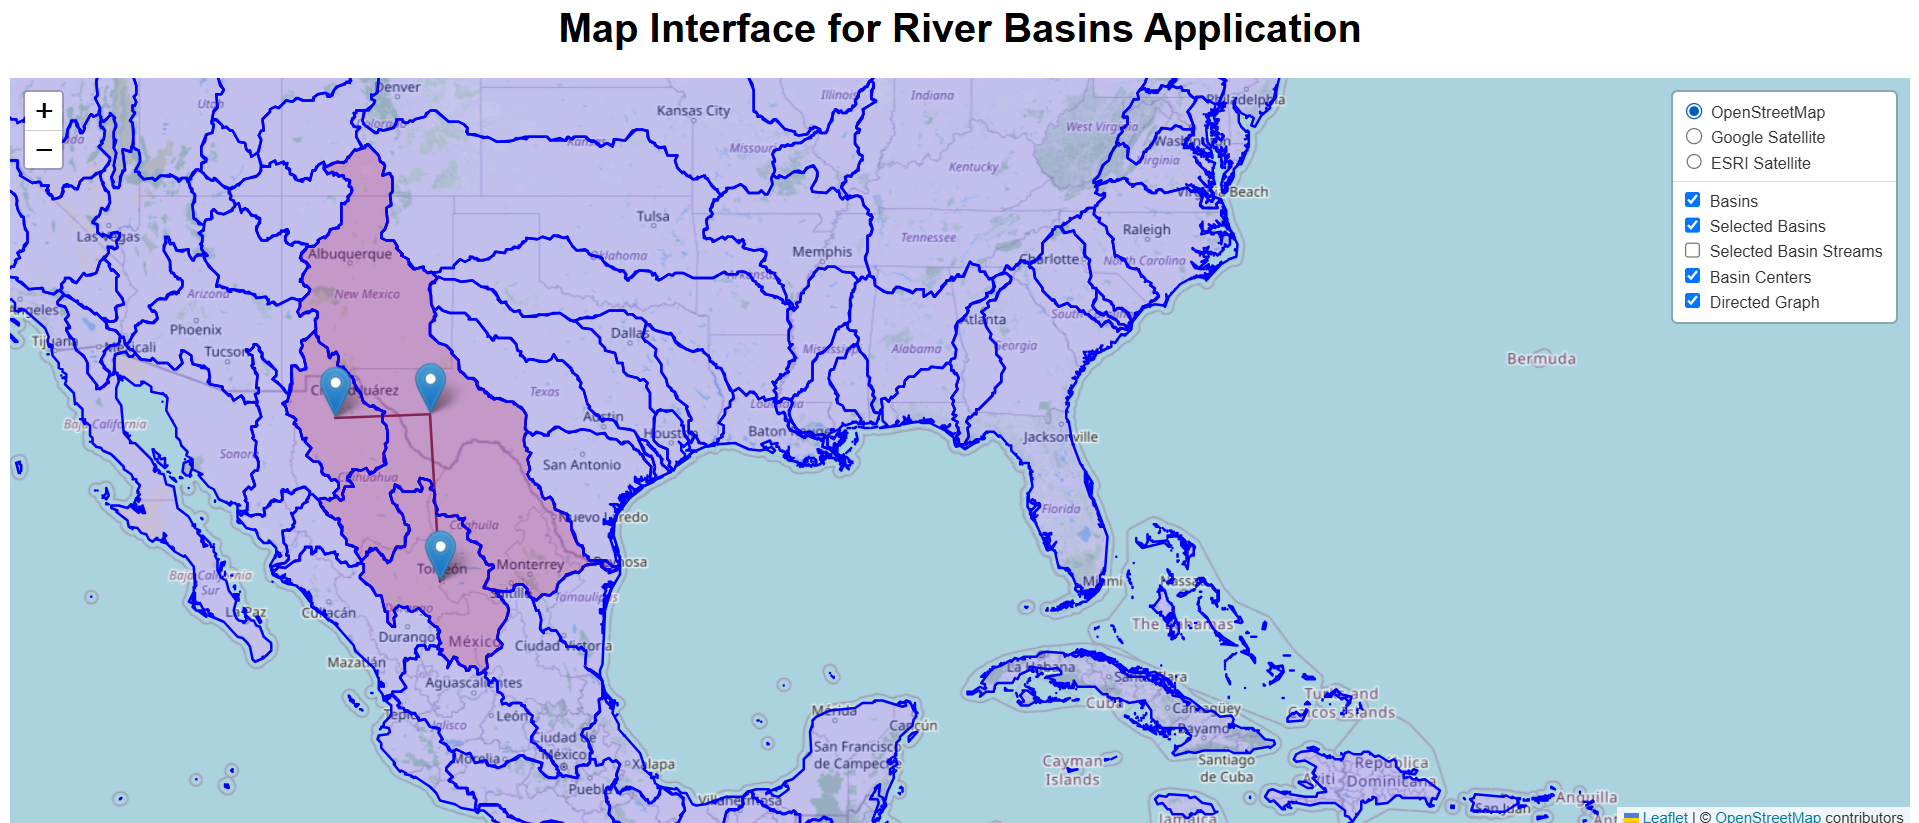 Map Interface for River Basins Application
+
−
OpenStreetMap
Google Satellite
ESRI Satellite
Basins
Selected Basins
Selected Basin Streams
Basin Centers
Directed Graph
Denver
Utah
Colorado
Kansas City
Kansas
Missouri
Illinois
Indiana
West Virginia
Philadelphia
Washington
Virginia
Kentucky
Virginia Beach
Las Vegas
Albuquerque
Tulsa
Oklahoma
Memphis
Tennessee
Raleigh
Charlotte
North Carolina
Arkansas
Arizona
New Mexico
Phoenix
Tijuana
Mexicali
Tucson
Dallas
Mississippi
Alabama
Atlanta
Georgia
South Carolina
Bermuda
Texas
Baja California
Austin
Louisiana
Houston
Baton Rouge
Jacksonville
Sonora
San Antonio
Chihuahua
Florida
Nuevo Laredo
Coahuila
Torreón
Monterrey
Reynosa
Baja California
Sur
La Paz
Culiacán
Durango
Saltillo
Tamaulipas
Miami
Nassau
The Bahamas
Durango
México
Ciudad Victoria
Mazatlán
Aguascalientes
La Habana
Santa Clara
Cuba
Camagüey
Bayamo
Turks and
Caicos Islands
Tepic
Jalisco
León
Mérida
Cancún
Ciudad de
México
Morelia
Xalapa
San Francisco
de Campeche
Cayman
Islands
Santiago
de Cuba
República
Dominicana
Ayiti
Puebla
Villahermosa
Jamaica
San Juan
Anguilla
Leaflet | © OpenStreetMap contributors